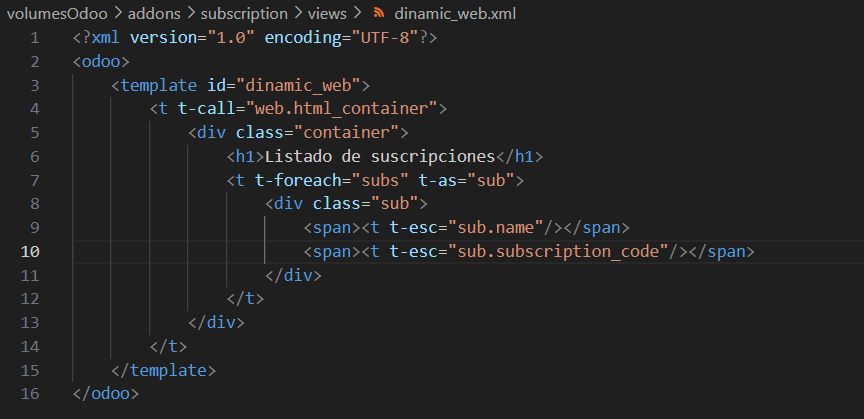 volumesOdoo > addons > subscription > views > dinamic_web.xml
1 <?xml version="1.0" encoding="UTF-8"?>
2 <odoo>
3 <template id="dinamic_web">
4 <t t-call="web.html_container">
5 <div class="container">
6 <h1>Listado de suscripciones</h1>
7 <t t-foreach="subs" t-as="sub">
8 <div class="sub">
9 <span><t t-esc="sub.name"/></span>
10 <span><t t-esc="sub.subscription_code"/></span>
11 </div>
12 </t>
13 </div>
14 </t>
15 </template>
16 </odoo>